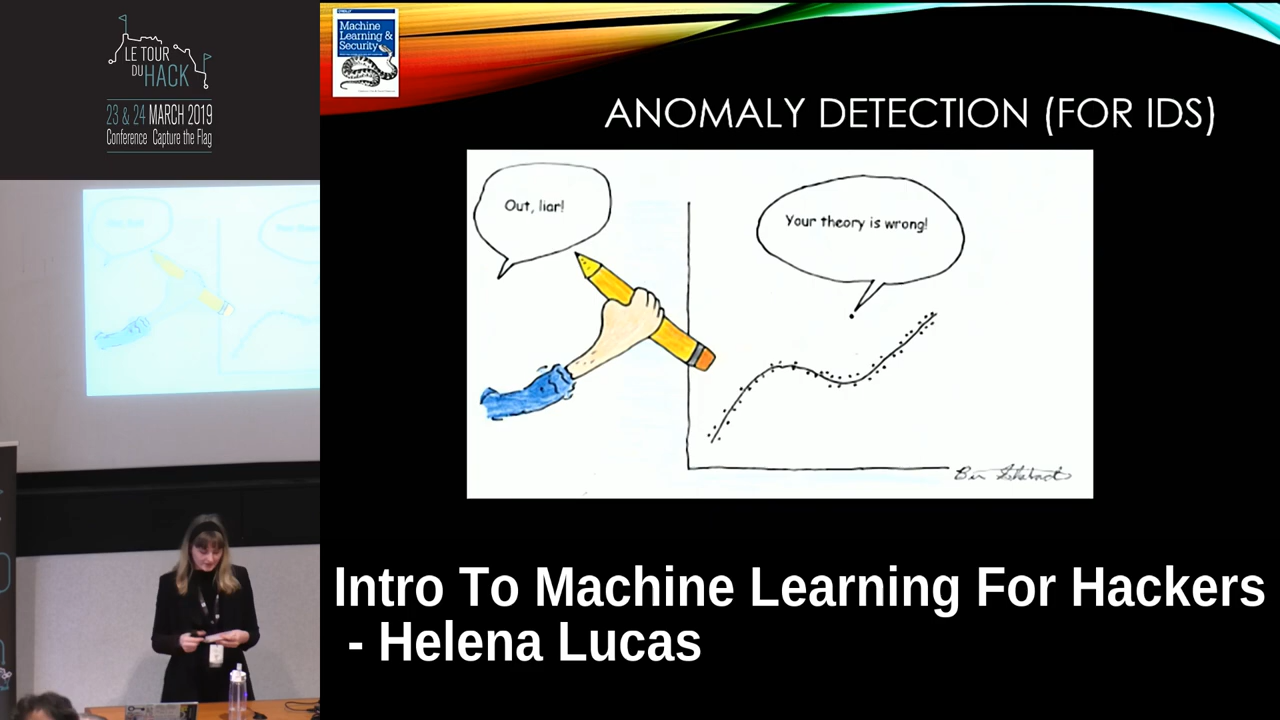 LE TOUR
DU HACK
23 & 24 MARCH 2019
Conference Capture the Flag
Machine
Learning &
Security
ANOMALY DETECTION (FOR IDS)
Out, liar!
Your theory is wrong!
Intro To Machine Learning For Hackers
- Helena Lucas